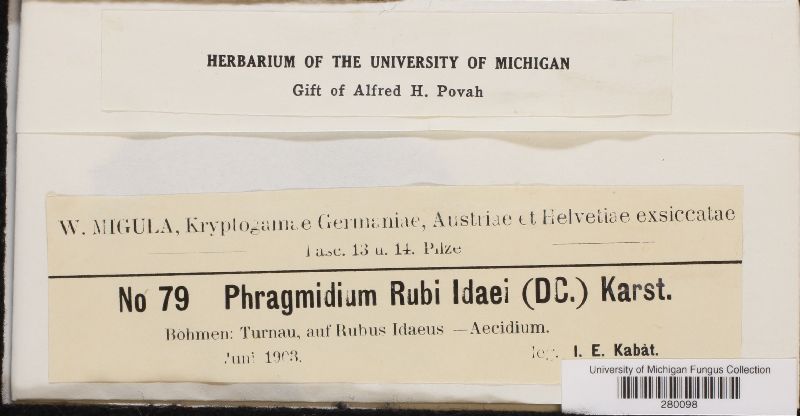 HERBARIUM OF THE UNIVERSITY OF MICHIGAN
Gift of Alfred H. Povah
W. MIGULA, Kryptogamae Germaniae, Austriae et Helvetiae exsiccatae
Fasc. 13 u. 14. Pilze
No 79 Phragmidium Rubi Idaei (DC.) Karst.
Böhmen: Turnau, auf Rubus Idaeus — Aecidium.
Juni 1903. leg. I. E. Kabát.
University of Michigan Fungus Collection
280098